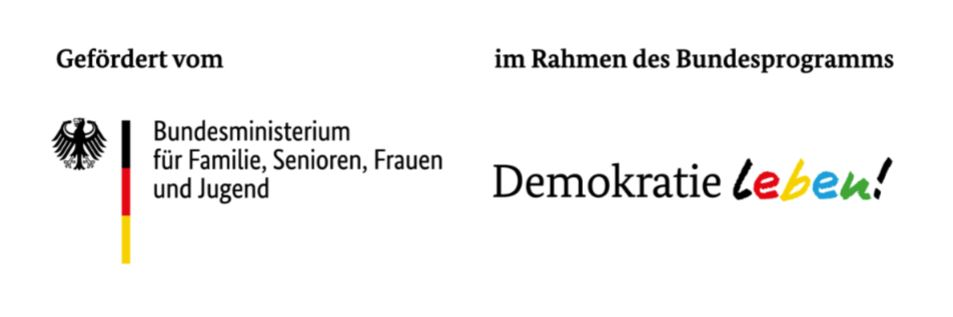 Gefördert vom
Bundesministerium
für Familie, Senioren, Frauen
und Jugend
im Rahmen des Bundesprogramms
Demokratie leben!